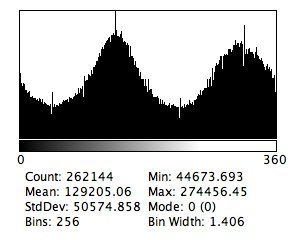 0 360
Count: 262144 Min: 44673.693
Mean: 129205.06 Max: 274456.45
StdDev: 50574.858 Mode: 0 (0)
Bins: 256 Bin Width: 1.406